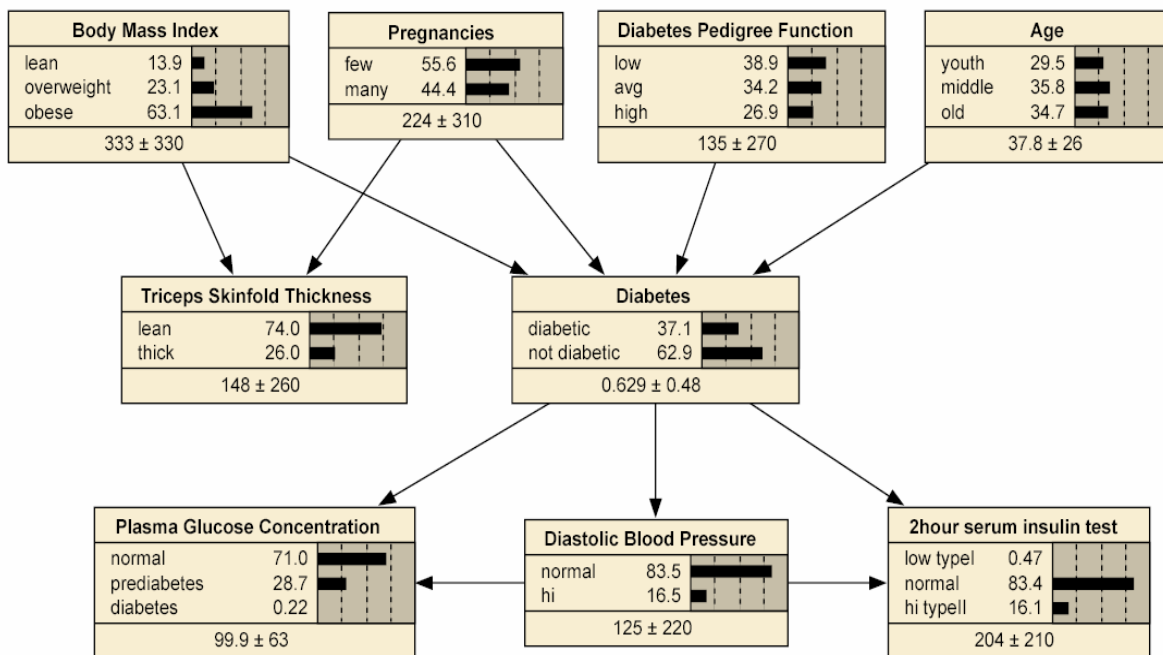 Body Mass Index
lean 13.9
overweight 23.1
obese 63.1
333 ± 330
Pregnancies
few 55.6
many 44.4
224 ± 310
Diabetes Pedigree Function
low 38.9
avg 34.2
high 26.9
135 ± 270
Age
youth 29.5
middle 35.8
old 34.7
37.8 ± 26
Triceps Skinfold Thickness
lean 74.0
thick 26.0
148 ± 260
Diabetes
diabetic 37.1
not diabetic 62.9
0.629 ± 0.48
Plasma Glucose Concentration
normal 71.0
prediabetes 28.7
diabetes 0.22
99.9 ± 63
Diastolic Blood Pressure
normal 83.5
hi 16.5
125 ± 220
2hour serum insulin test
low typeI 0.47
normal 83.4
hi typeII 16.1
204 ± 210